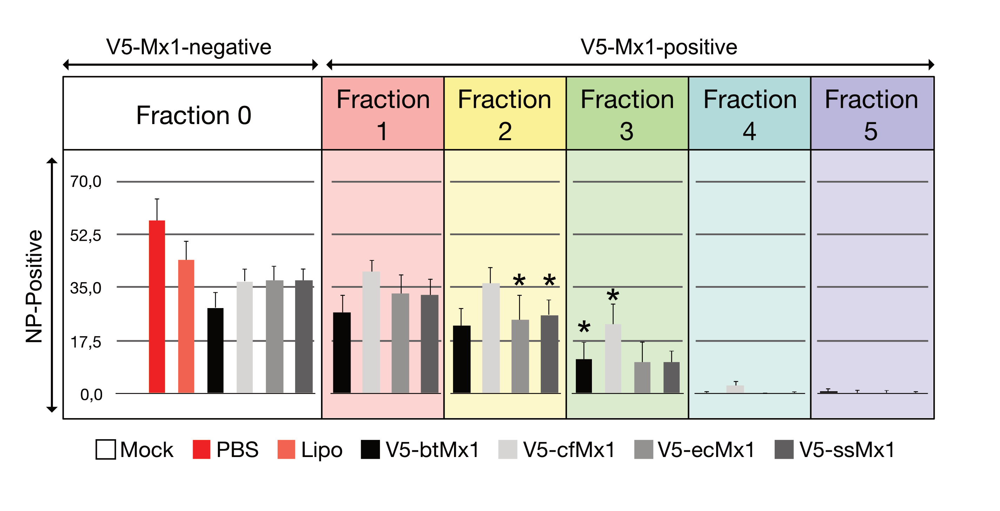 V5-Mx1-negative
V5-Mx1-positive
Fraction 0
Fraction
1
Fraction
2
Fraction
3
Fraction
4
Fraction
5
NP-Positive
70,0
52,5
35,0
17,5
0,0
* *
*
*
Mock PBS Lipo V5-btMx1 V5-cfMx1 V5-ecMx1 V5-ssMx1